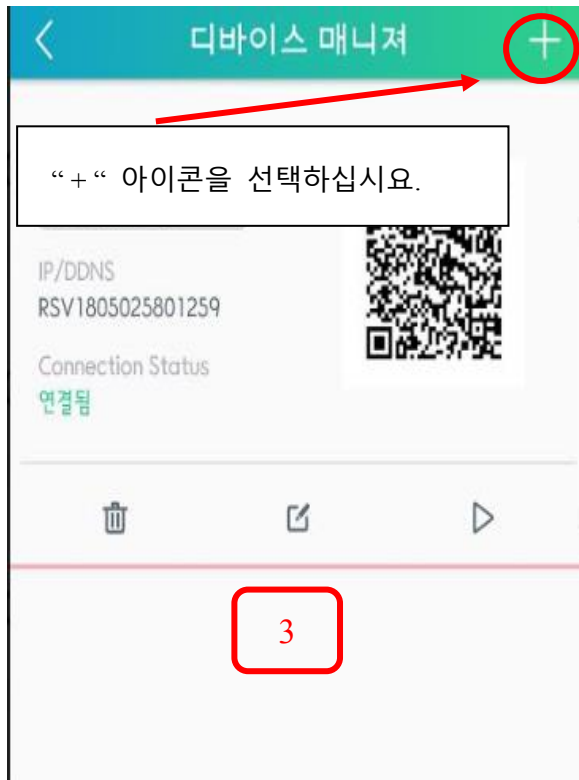 디바이스 매니져
“+“ 아이콘을 선택하십시요.
IP/DDNS
RSV1805025801259
Connection Status
연결됨
3